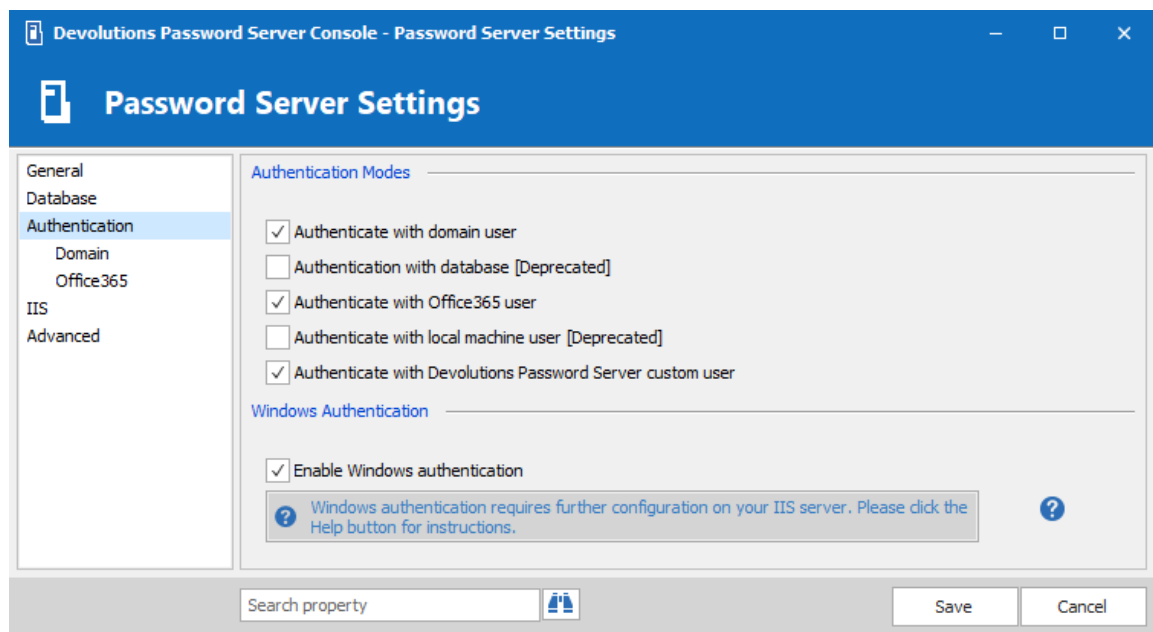 Devolutions Password Server Console - Password Server Settings
Password Server Settings
General
Database
Authentication
Domain
Office365
IIS
Advanced
Authentication Modes
Authenticate with domain user
Authentication with database [Deprecated]
Authenticate with Office365 user
Authenticate with local machine user [Deprecated]
Authenticate with Devolutions Password Server custom user
Windows Authentication
Enable Windows authentication
Windows authentication requires further configuration on your IIS server. Please click the
Help button for instructions.
Search property
Save
Cancel